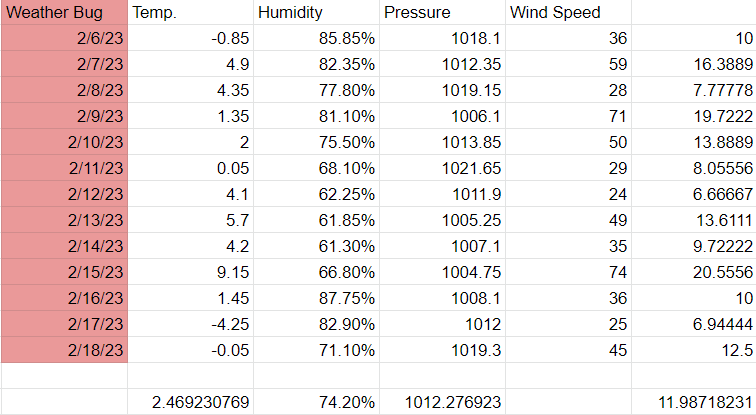 Weather Bug Temp. Humidity Pressure Wind Speed
2/6/23 -0.85 85.85% 1018.1 36 10
2/7/23 4.9 82.35% 1012.35 59 16.3889
2/8/23 4.35 77.80% 1019.15 28 7.77778
2/9/23 1.35 81.10% 1006.1 71 19.7222
2/10/23 2 75.50% 1013.85 50 13.8889
2/11/23 0.05 68.10% 1021.65 29 8.05556
2/12/23 4.1 62.25% 1011.9 24 6.66667
2/13/23 5.7 61.85% 1005.25 49 13.6111
2/14/23 4.2 61.30% 1007.1 35 9.72222
2/15/23 9.15 66.80% 1004.75 74 20.5556
2/16/23 1.45 87.75% 1008.1 36 10
2/17/23 -4.25 82.90% 1012 25 6.94444
2/18/23 -0.05 71.10% 1019.3 45 12.5
2.469230769 74.20% 1012.276923 11.98718231